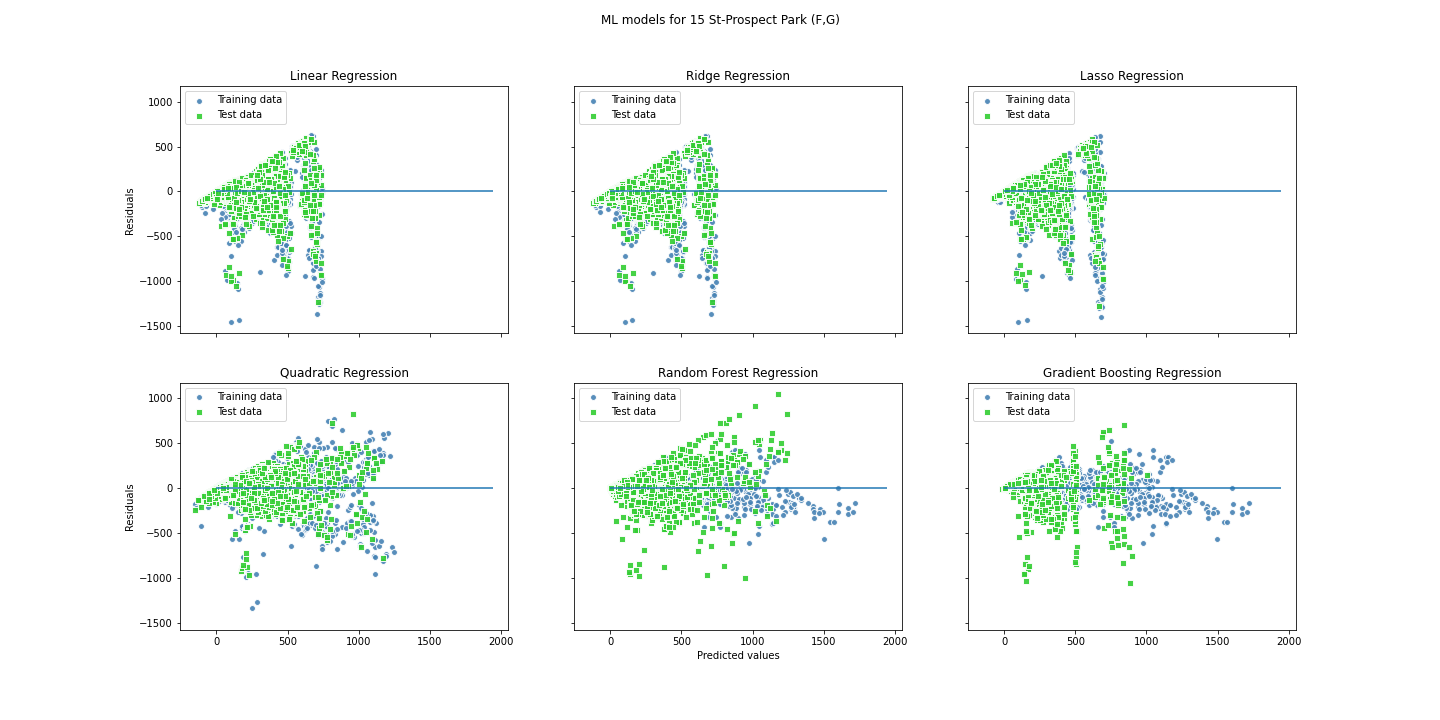 ML models for 15 St-Prospect Park (F,G)
Linear Regression
Training data
Test data
1000
500
0
−500
−1000
−1500
Residuals
Ridge Regression
Training data
Test data
Lasso Regression
Training data
Test data
Quadratic Regression
Training data
Test data
1000
500
0
−500
−1000
−1500
Residuals
0 500 1000 1500 2000
Random Forest Regression
Training data
Test data
0 500 1000 1500 2000
Predicted values
Gradient Boosting Regression
Training data
Test data
0 500 1000 1500 2000